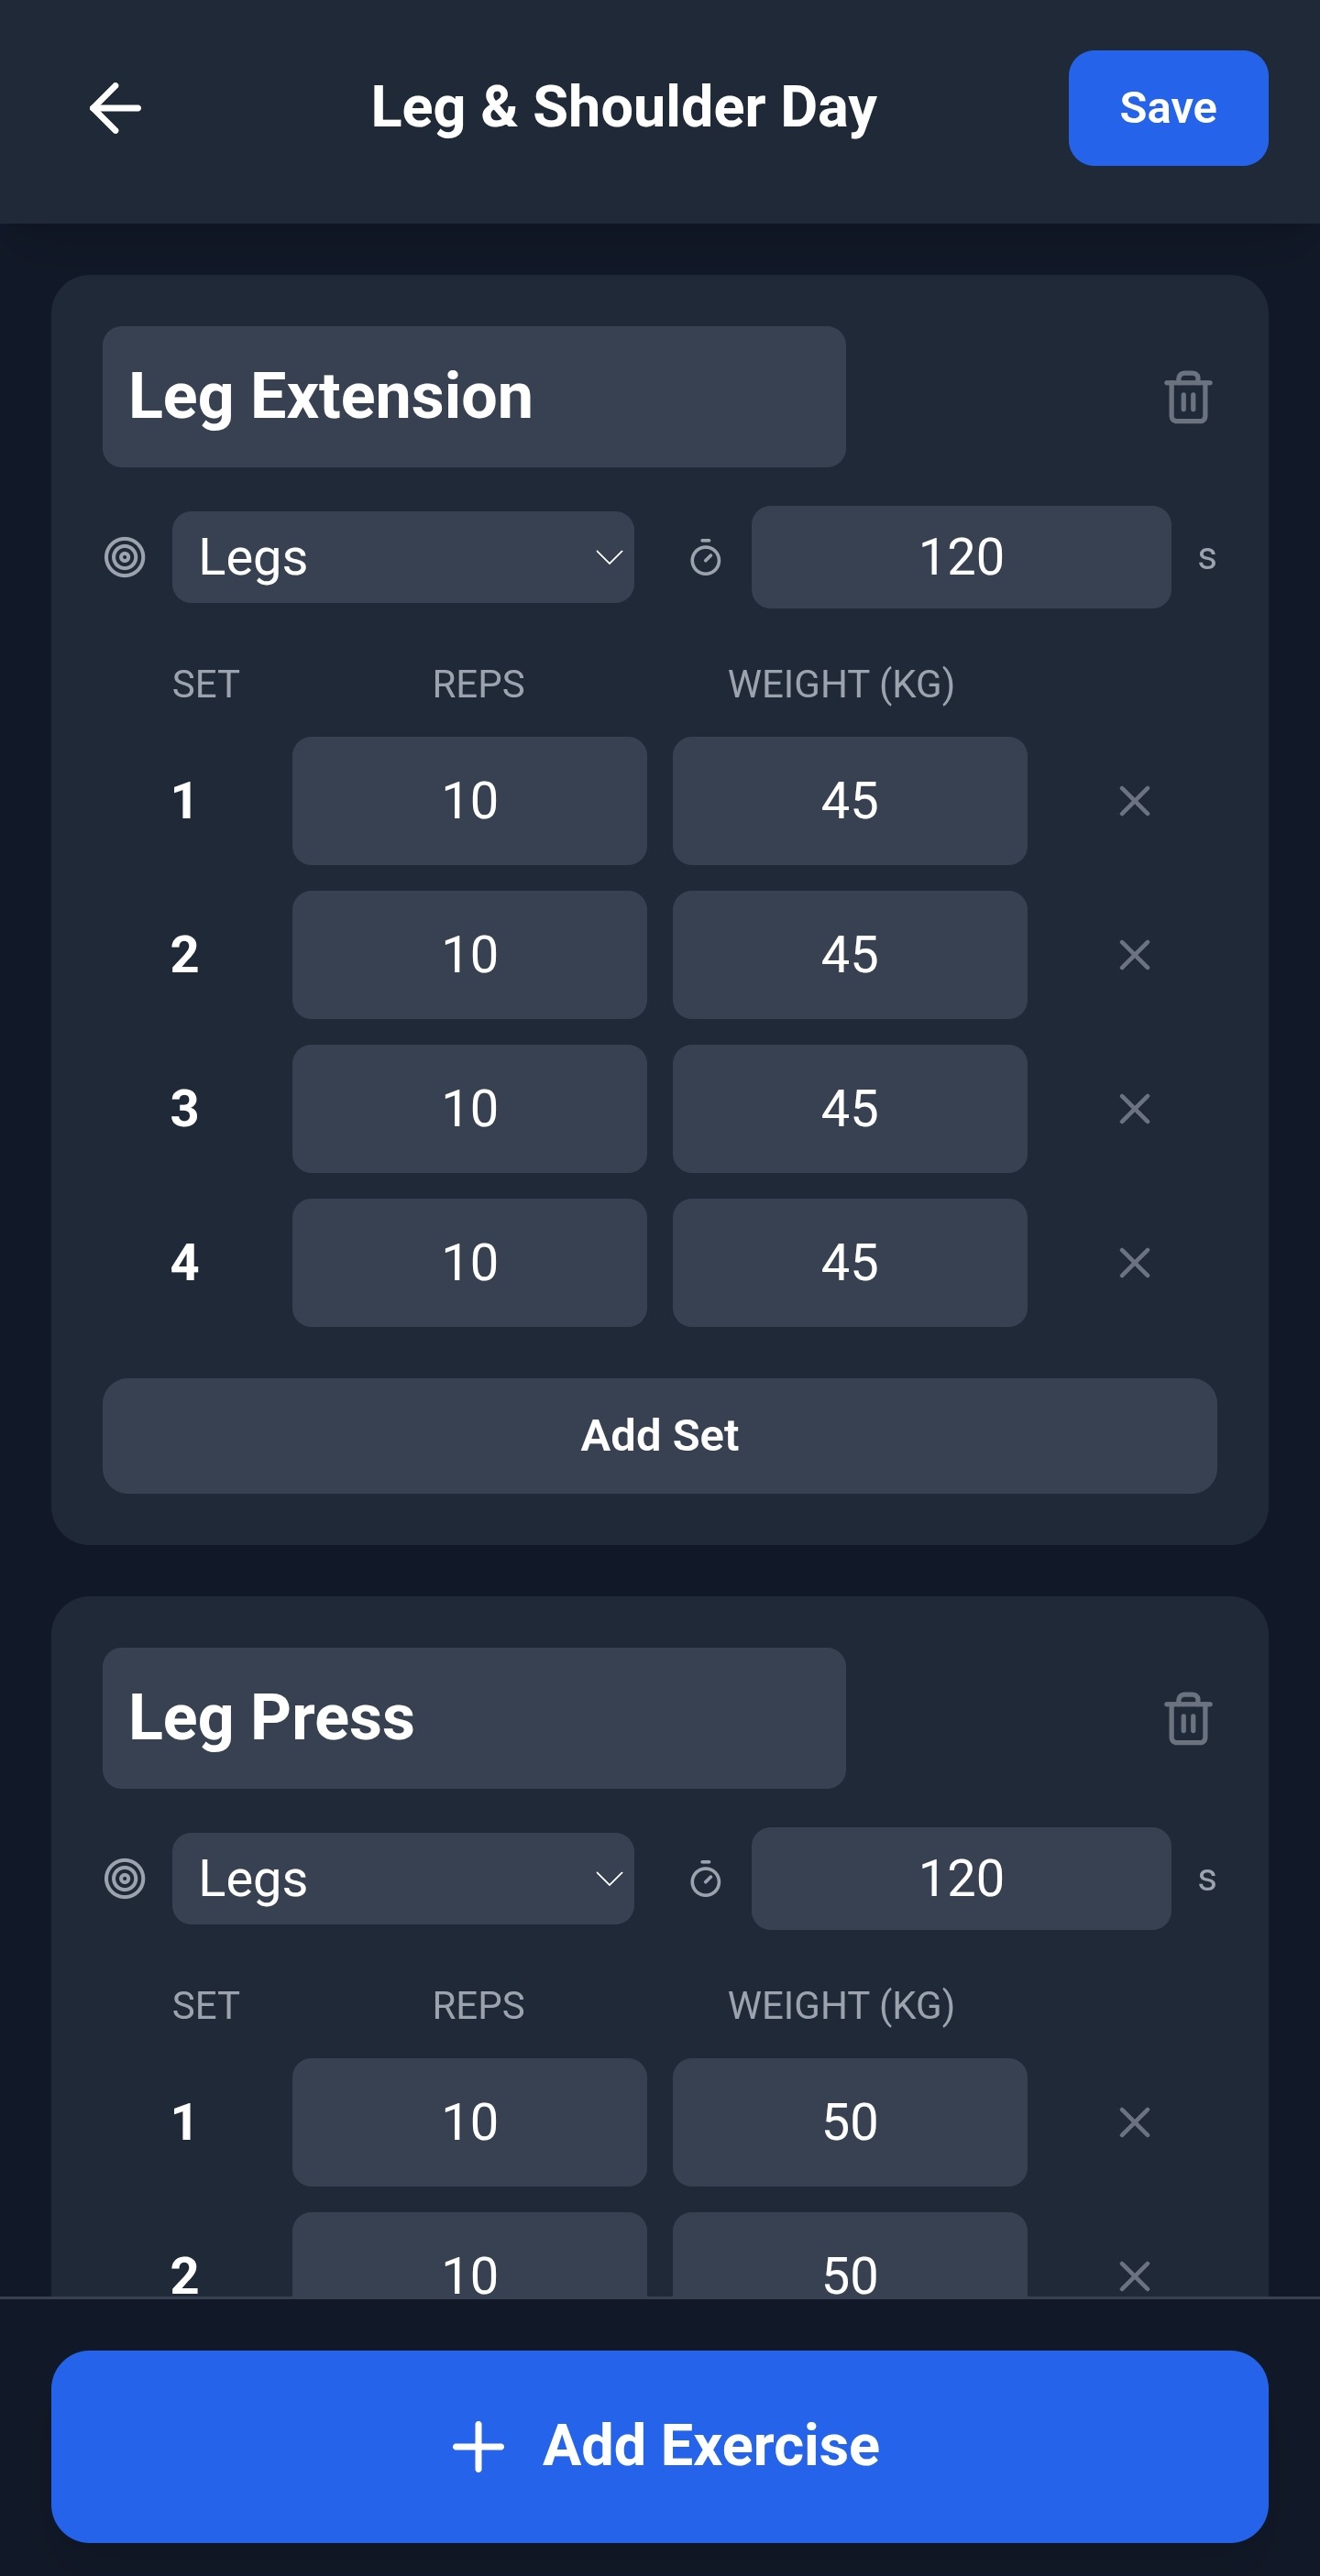 Leg & Shoulder Day Save
Leg Extension
Legs 120 s
SET REPS WEIGHT (KG)
1 10 45
2 10 45
3 10 45
4 10 45
Add Set
Leg Press
Legs 120 s
SET REPS WEIGHT (KG)
1 10 50
2 10 50
Add Exercise